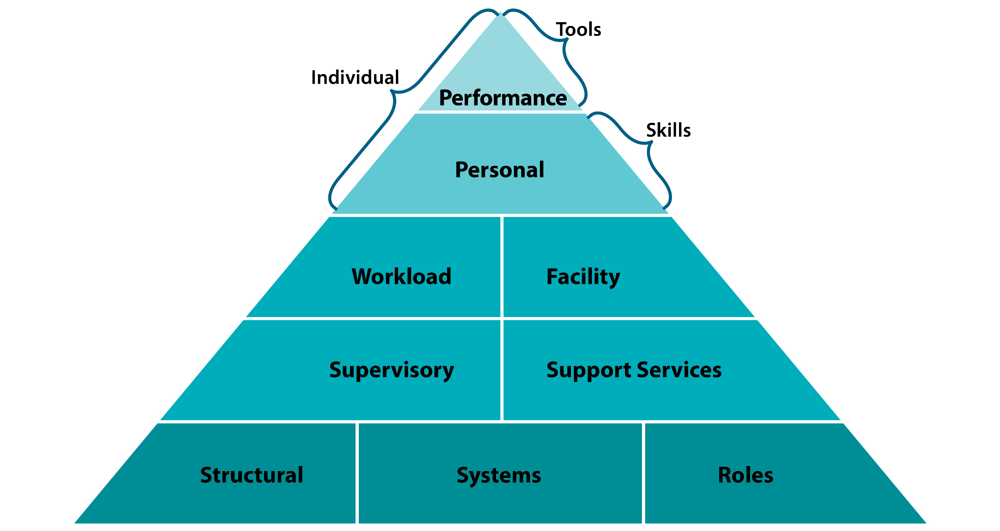 Tools
Individual
Performance
Skills
Personal
Workload
Facility
Supervisory
Support Services
Structural
Systems
Roles